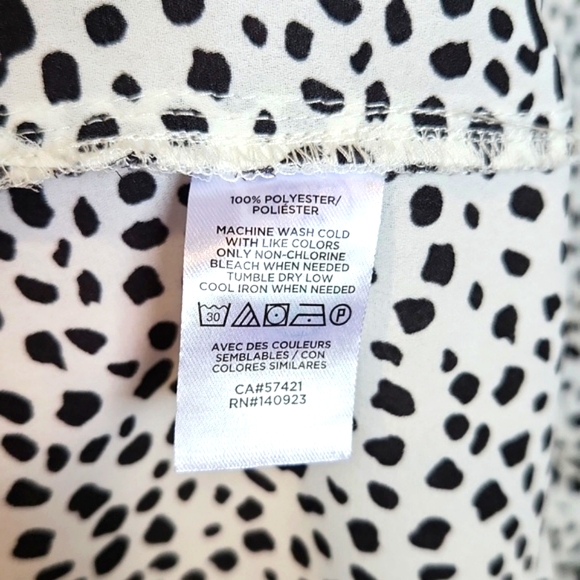 100% POLYESTER/
POLIÉSTER
MACHINE WASH COLD
WITH LIKE COLORS
ONLY NON-CHLORINE
BLEACH WHEN NEEDED
TUMBLE DRY LOW
COOL IRON WHEN NEEDED
30 P
AVEC DES COULEURS
SEMBLABLES / CON
COLORES SIMILARES
CA#57421
RN#140923